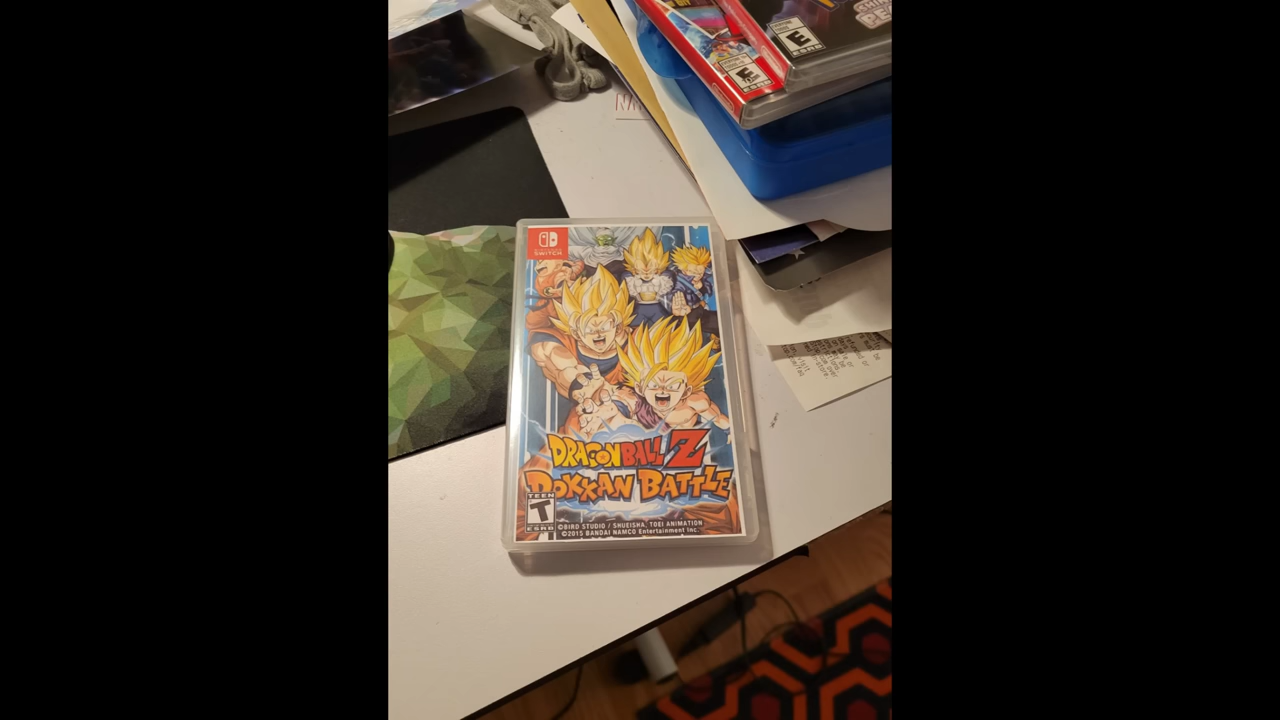 E
ESRB
E
ESRB
SWITCH
DRAGON BALL Z
DOKKAN BATTLE
TEEN
T
ESRB
©BIRD STUDIO / SHUEISHA, TOEI ANIMATION
©2015 BANDAI NAMCO Entertainment Inc.